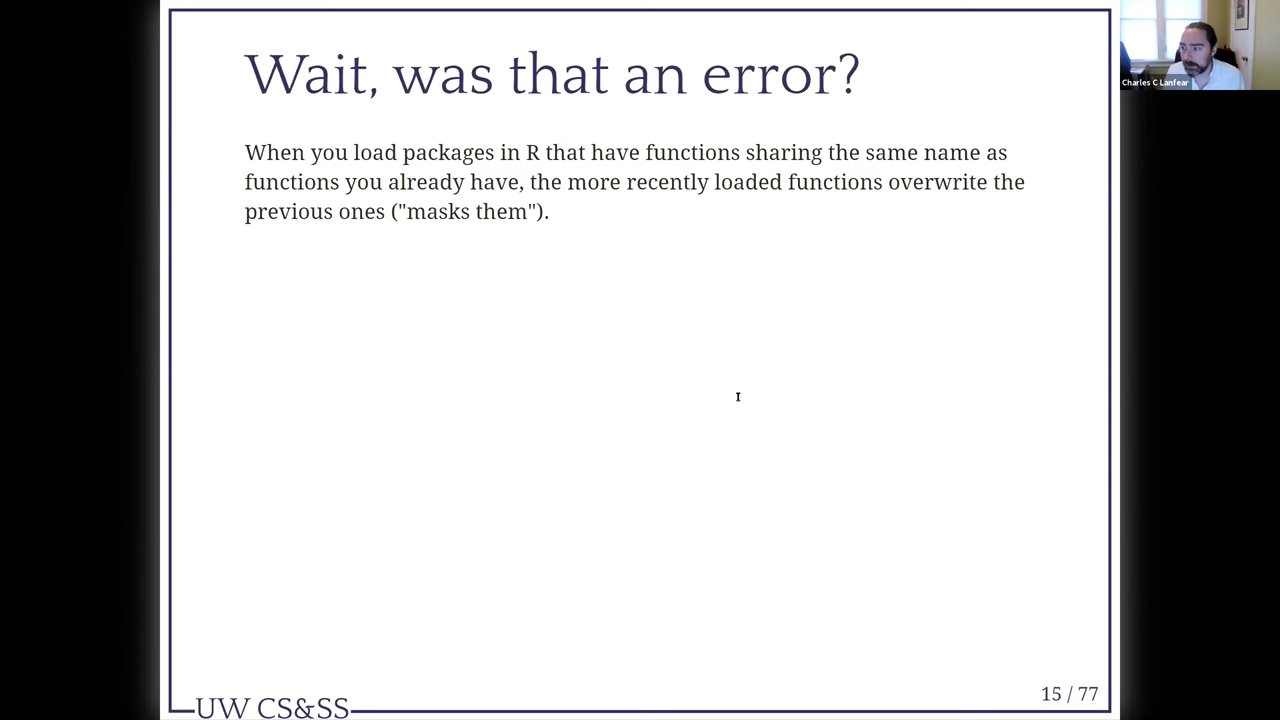 Wait, was that an error?
Charles C Lanfear
When you load packages in R that have functions sharing the same name as
functions you already have, the more recently loaded functions overwrite the
previous ones ("masks them").
15 / 77
UW CS&SS